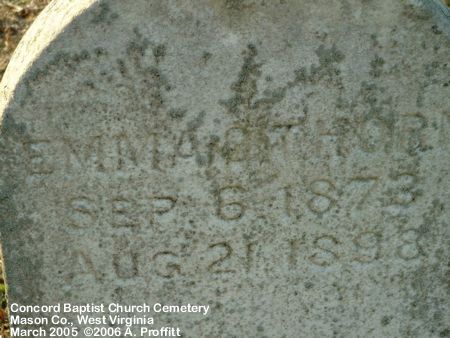 EMMA S. THORN
SEP 6 1873
AUG 21 1898
Concord Baptist Church Cemetery
Mason Co., West Virginia
March 2005 ©2006 A. Proffitt